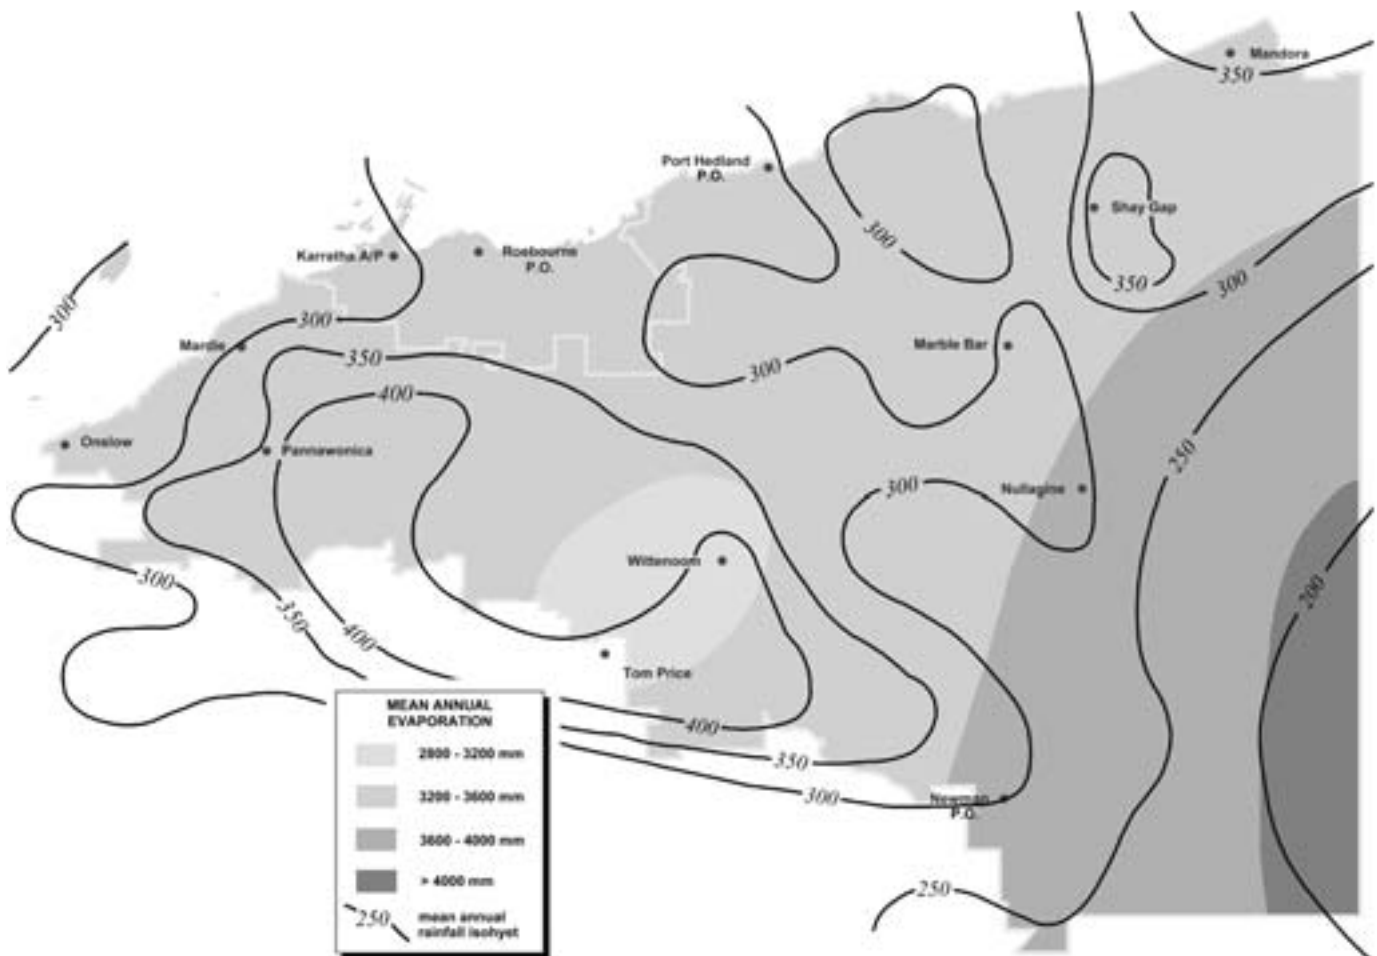 Mandora
350
Port Hedland
P.O.
Shay Gap
300
Karratha A/P
Roebourne
P.O.
350
300
300
300
Mardie
350
Marble Bar
300
400
Onslow
Pannawonica
250
300
Nullagine
Wittenoom
300
200
350
400
Tom Price
400
350
300
Newman
P.O.
250
MEAN ANNUAL
EVAPORATION
2800 - 3200 mm
3200 - 3600 mm
3600 - 4000 mm
> 4000 mm
250
mean annual
rainfall isohyet